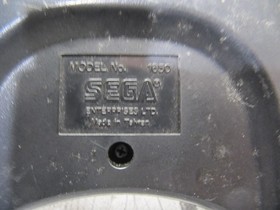 MODEL No. 1650
SEGA®
ENTERPRISES LTD.
Made in Taiwan